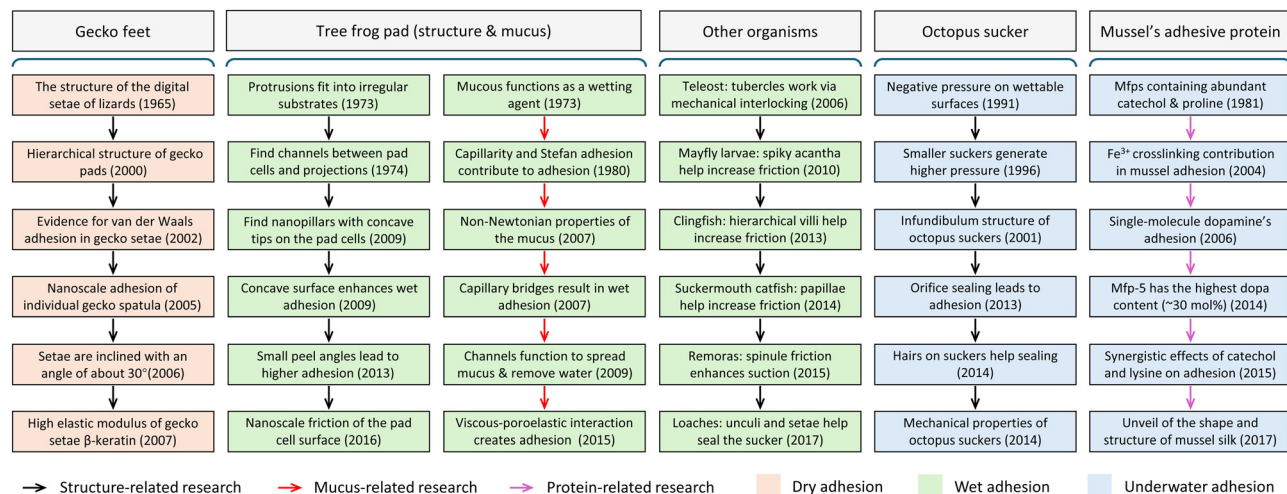 Gecko feet
Tree frog pad (structure & mucus)
Other organisms
Octopus sucker
Mussel's adhesive protein
The structure of the digital
setae of lizards (1965)
Hierarchical structure of gecko
pads (2000)
Evidence for van der Waals
adhesion in gecko setae (2002)
Nanoscale adhesion of
individual gecko spatula (2005)
Setae are inclined with an
angle of about 30°(2006)
High elastic modulus of gecko
setae β-keratin (2007)
Protrusions fit into irregular
substrates (1973)
Find channels between pad
cells and projections (1974)
Find nanopillars with concave
tips on the pad cells (2009)
Concave surface enhances wet
adhesion (2009)
Small peel angles lead to
higher adhesion (2013)
Nanoscale friction of the pad
cell surface (2016)
Mucous functions as a wetting
agent (1973)
Capillarity and Stefan adhesion
contribute to adhesion (1980)
Non-Newtonian properties of
the mucus (2007)
Capillary bridges result in wet
adhesion (2007)
Channels function to spread
mucus & remove water (2009)
Viscous-poroelastic interaction
creates adhesion (2015)
Teleost: tubercles work via
mechanical interlocking (2006)
Mayfly larvae: spiky acantha
help increase friction (2010)
Clingfish: hierarchical villi help
increase friction (2013)
Suckermouth catfish: papillae
help increase friction (2014)
Remoras: spinule friction
enhances suction (2015)
Loaches: unculi and setae help
seal the sucker (2017)
Negative pressure on wettable
surfaces (1991)
Smaller suckers generate
higher pressure (1996)
Infundibulum structure of
octopus suckers (2001)
Orifice sealing leads to
adhesion (2013)
Hairs on suckers help sealing
(2014)
Mechanical properties of
octopus suckers (2014)
Mfps containing abundant
catechol & proline (1981)
Fe³⁺ crosslinking contribution
in mussel adhesion (2004)
Single-molecule dopamine's
adhesion (2006)
Mfp-5 has the highest dopa
content (~30 mol%) (2014)
Synergistic effects of catechol
and lysine on adhesion (2015)
Unveil of the shape and
structure of mussel silk (2017)
Structure-related research
Mucus-related research
Protein-related research
Dry adhesion
Wet adhesion
Underwater adhesion